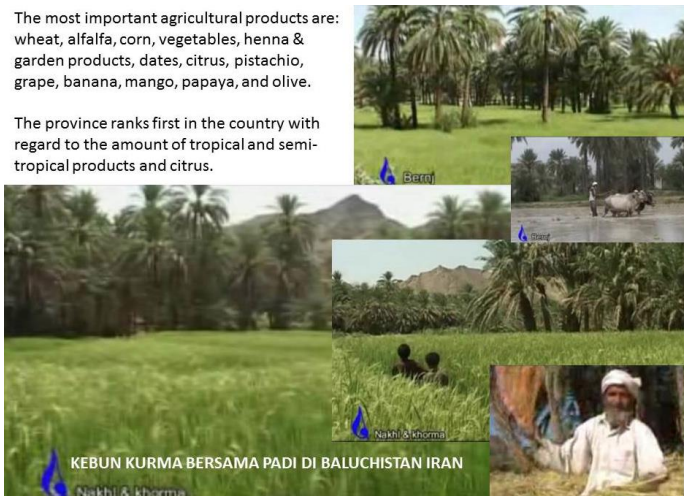 The most important agricultural products are:
wheat, alfalfa, corn, vegetables, henna &
garden products, dates, citrus, pistachio,
grape, banana, mango, papaya, and olive.
The province ranks first in the country with
regard to the amount of tropical and semi-
tropical products and citrus.
Bernj
Bernj
Nakhl & khorma
KEBUN KURMA BERSAMA PADI DI BALUCHISTAN IRAN
Nakhl & khorma